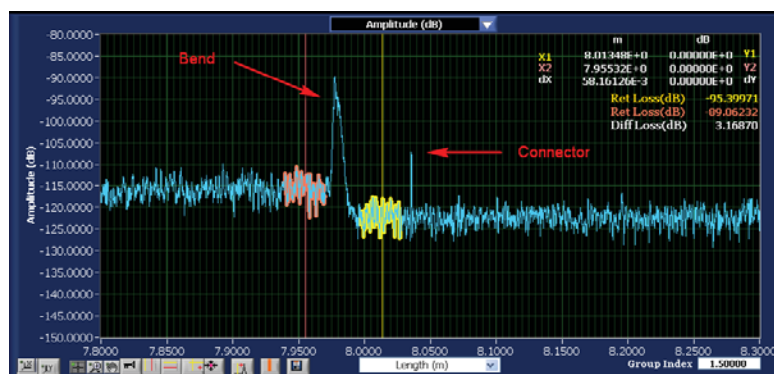 Amplitude (dB)
m dB
X1 8.01348E+0 0.00000E+0 Y1
X2 7.95532E+0 0.00000E+0 Y2
dX 58.16126E-3 0.00000E+0 dY
Ret Loss(dB) -95.39971
Ret Loss(dB) -89.06232
Diff Loss(dB) 3.16870
Bend
Connector
Amplitude (dB)
-80.0000
-85.0000
-90.0000
-95.0000
-100.0000
-105.0000
-110.0000
-115.0000
-120.0000
-125.0000
-130.0000
-135.0000
-140.0000
-145.0000
-150.0000
7.8000 7.8500 7.9000 7.9500 8.0000 8.0500 8.1000 8.1500 8.2000 8.2500 8.3000
Length (m)
Group Index 1.50000